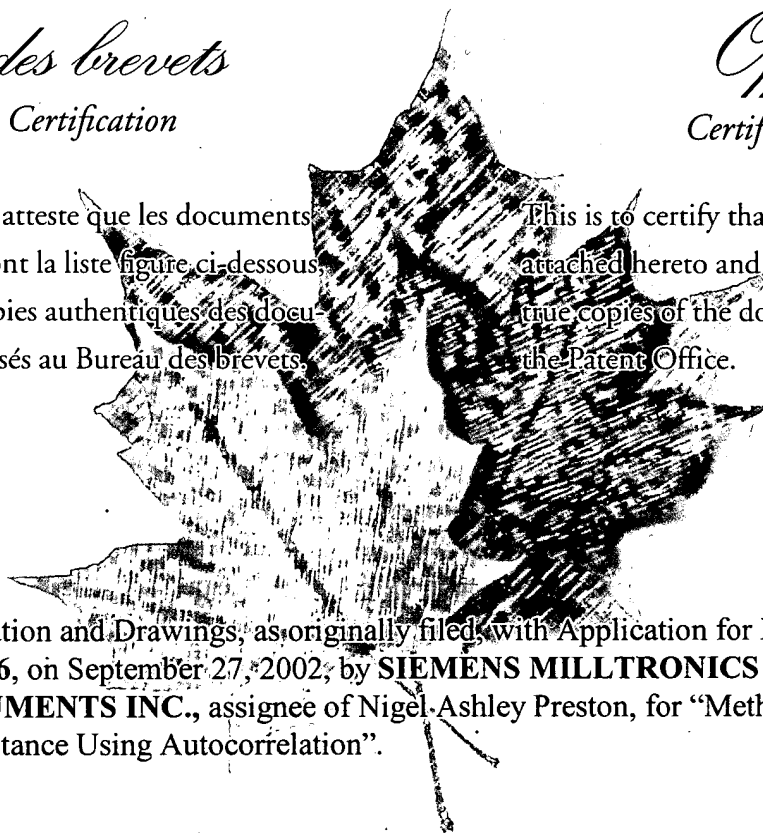 des brevets
Certification
atteste que les documents
nt la liste figure ci-dessous
ies authentiques des docu-
sés au Bureau des brevets.
Certif
This is to certify tha
attached hereto and
true copies of the do
the Patent Office.
tion and Drawings, as originally filed, with Application for
6, on September 27, 2002, by SIEMENS MILLTRONICS
UMENTS INC., assignee of Nigel Ashley Preston, for “Meth
tance Using Autocorrelation”.